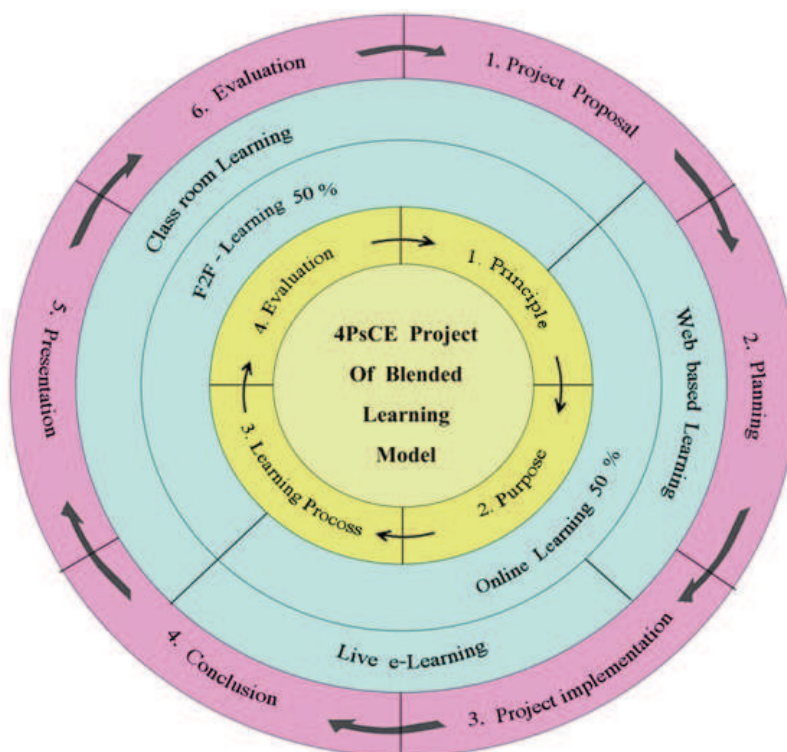 4PsCE Project
Of Blended
Learning
Model
1. Principle
2. Purpose
3. Learning Procoss
4. Evaluation
F2F - Learning 50 %
Online Learning 50 %
Class room Learning
Web based Learning
Live e-Learning
1. Project Proposal
2. Planning
3. Project implementation
4. Conclusion
5. Presentation
6. Evaluation